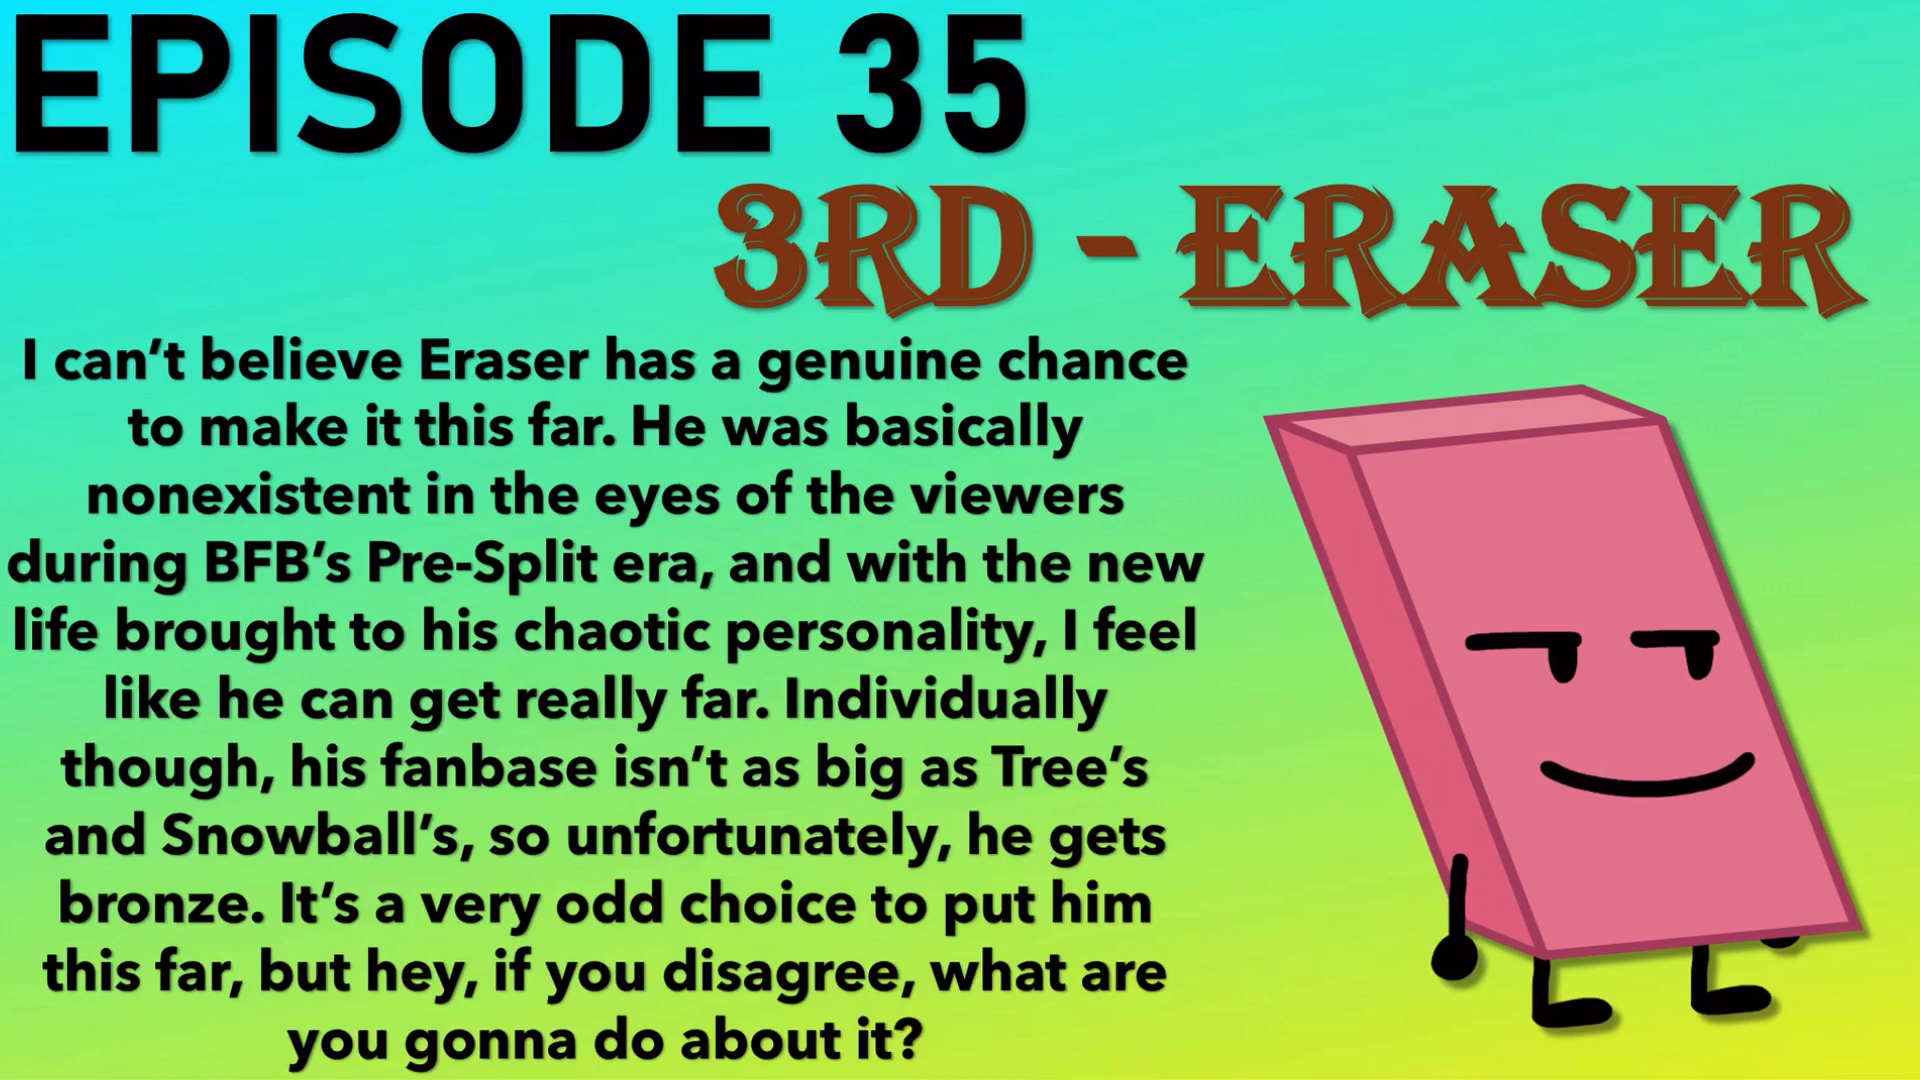 EPISODE 35
3RD - ERASER
I can’t believe Eraser has a genuine chance
to make it this far. He was basically
nonexistent in the eyes of the viewers
during BFB’s Pre-Split era, and with the new
life brought to his chaotic personality, I feel
like he can get really far. Individually
though, his fanbase isn’t as big as Tree’s
and Snowball’s, so unfortunately, he gets
bronze. It’s a very odd choice to put him
this far, but hey, if you disagree, what are
you gonna do about it?